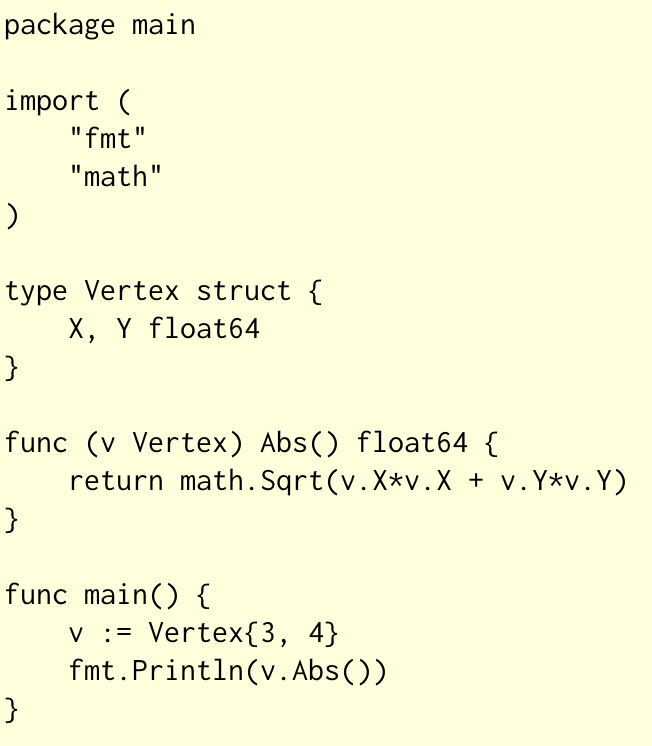 package main

import (
    "fmt"
    "math"
)

type Vertex struct {
    X, Y float64
}

func (v Vertex) Abs() float64 {
    return math.Sqrt(v.X*v.X + v.Y*v.Y)
}

func main() {
    v := Vertex{3, 4}
    fmt.Println(v.Abs())
}